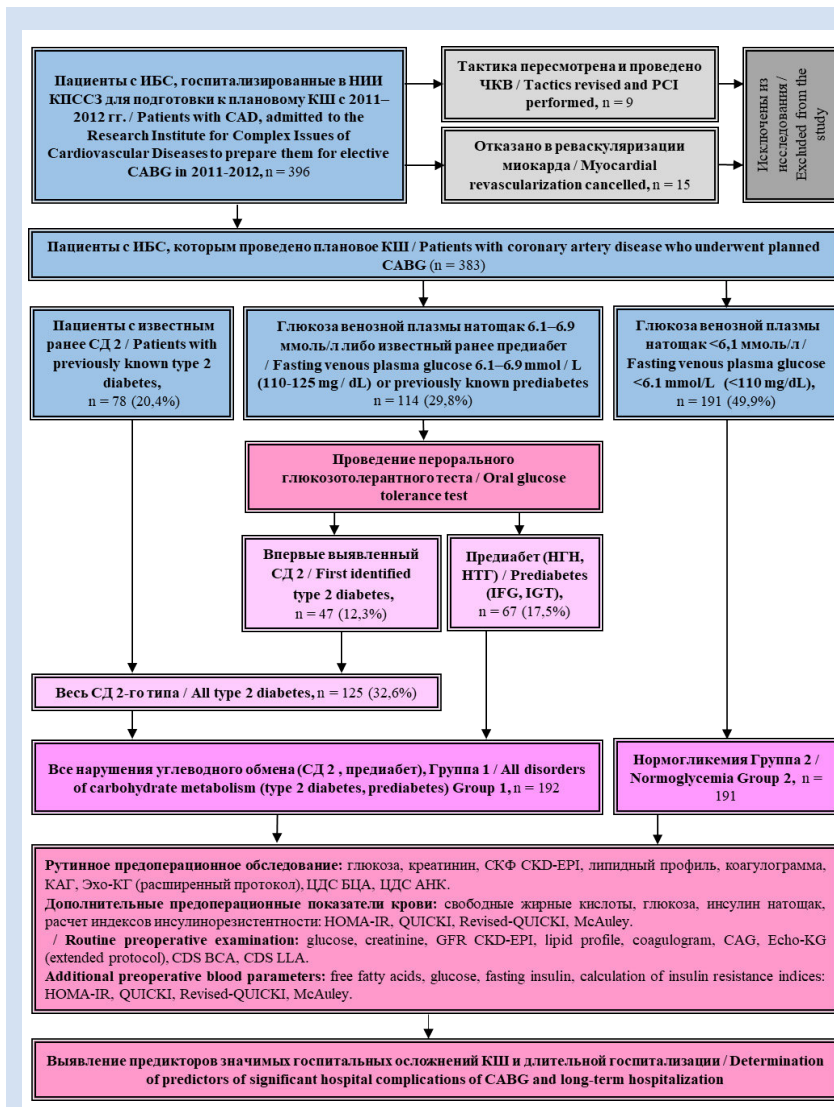 Пациенты с ИБС, госпитализированные в НИИ
КПССЗ для подготовки к плановому КШ с 2011–
2012 гг. / Patients with CAD, admitted to the
Research Institute for Complex Issues of
Cardiovascular Diseases to prepare them for elective
CABG in 2011-2012, n = 396
Тактика пересмотрена и проведено
ЧКВ / Tactics revised and PCI
performed, n = 9
Отказано в реваскуляризации
миокарда / Myocardial
revascularization cancelled, n = 15
Исключены из
исследования /
Excluded from the
study
Пациенты с ИБС, которым проведено плановое КШ / Patients with coronary artery disease who underwent planned
CABG (n = 383)
Пациенты с известным
ранее СД 2 / Patients with
previously known type 2
diabetes,
n = 78 (20,4%)
Глюкоза венозной плазмы натощак 6.1–6.9
ммоль/л либо известный ранее предиабет
/ Fasting venous plasma glucose 6.1–6.9 mmol / L
(110-125 mg / dL) or previously known prediabetes
n = 114 (29,8%)
Глюкоза венозной плазмы
натощак <6,1 ммоль/л /
Fasting venous plasma glucose
<6.1 mmol/L (<110 mg/dL),
n = 191 (49,9%)
Проведение перорального
глюкозотолерантного теста / Oral glucose
tolerance test
Впервые выявленный
СД 2 / First identified
type 2 diabetes,
n = 47 (12,3%)
Предиабет (НГН,
НТГ) / Prediabetes
(IFG, IGT),
n = 67 (17,5%)
Весь СД 2-го типа / All type 2 diabetes, n = 125 (32,6%)
Все нарушения углеводного обмена (СД 2 , предиабет), Группа 1 / All disorders
of carbohydrate metabolism (type 2 diabetes, prediabetes) Group 1, n = 192
Нормогликемия Группа 2 /
Normoglycemia Group 2, n =
191
Рутинное предоперационное обследование: глюкоза, креатинин, СКФ CKD-EPI, липидный профиль, коагулограмма,
КАГ, Эхо-КГ (расширенный протокол), ЦДС БЦА, ЦДС АНК.
Дополнительные предоперационные показатели крови: свободные жирные кислоты, глюкоза, инсулин натощак,
расчет индексов инсулинорезистентности: HOMA-IR, QUICKI, Revised-QUICKI, McAuley.
/ Routine preoperative examination: glucose, creatinine, GFR CKD-EPI, lipid profile, coagulogram, CAG, Echo-KG
(extended protocol), CDS BCA, CDS LLA.
Additional preoperative blood parameters: free fatty acids, glucose, fasting insulin, calculation of insulin resistance indices:
HOMA-IR, QUICKI, Revised-QUICKI, McAuley.
Выявление предикторов значимых госпитальных осложнений КШ и длительной госпитализации / Determination
of predictors of significant hospital complications of CABG and long-term hospitalization